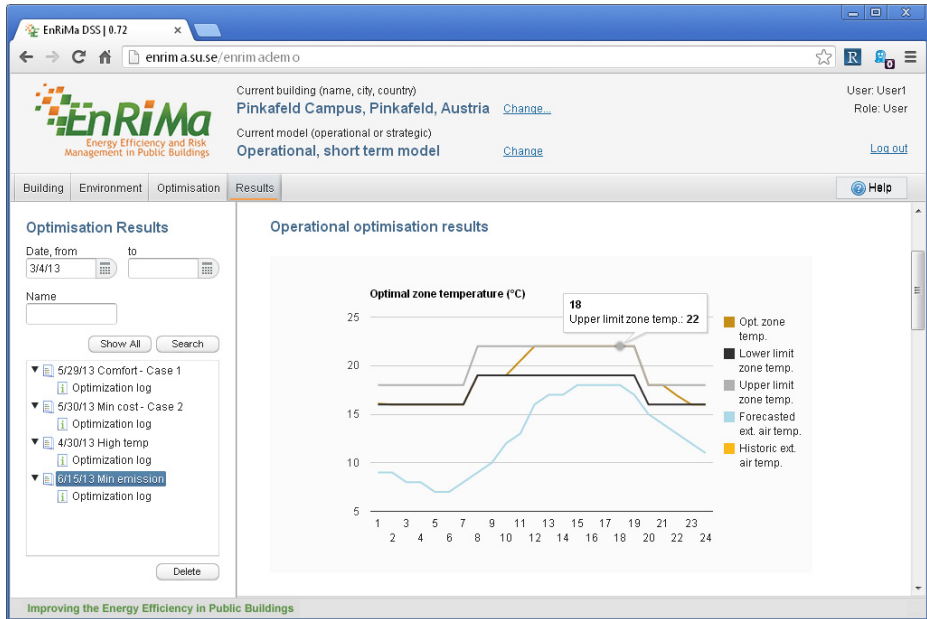 EnRiMa DSS | 0.72
enrima.su.se/enrimademo
R
0
EnRiMa
Energy Efficiency and Risk
Management in Public Buildings
Current building (name, city, country)
Pinkafeld Campus, Pinkafeld, Austria Change...
Current model (operational or strategic)
Operational, short term model Change
User: User1
Role: User
Log out
Building Environment Optimisation Results
Help
Optimisation Results
Date, from to
3/4/13
Name
Show All Search
5/29/13 Comfort - Case 1
Optimization log
5/30/13 Min cost - Case 2
Optimization log
4/30/13 High temp
Optimization log
6/15/13 Min emission
Optimization log
Delete
Operational optimisation results
Optimal zone temperature (°C)
18
Upper limit zone temp.: 22
25
20
15
10
5
1 3 5 7 9 11 13 15 17 19 21 23
2 4 6 8 10 12 14 16 18 20 22 24
Opt. zone
temp.
Lower limit
zone temp.
Upper limit
zone temp.
Forecasted
ext. air temp.
Historic ext.
air temp.
Improving the Energy Efficiency in Public Buildings